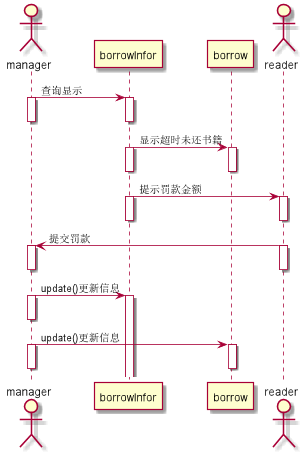 manager
borrowInfor
borrow
reader
查询显示
显示超时未还书籍
提示罚款金额
提交罚款
update()更新信息
update()更新信息
manager
borrowInfor
borrow
reader